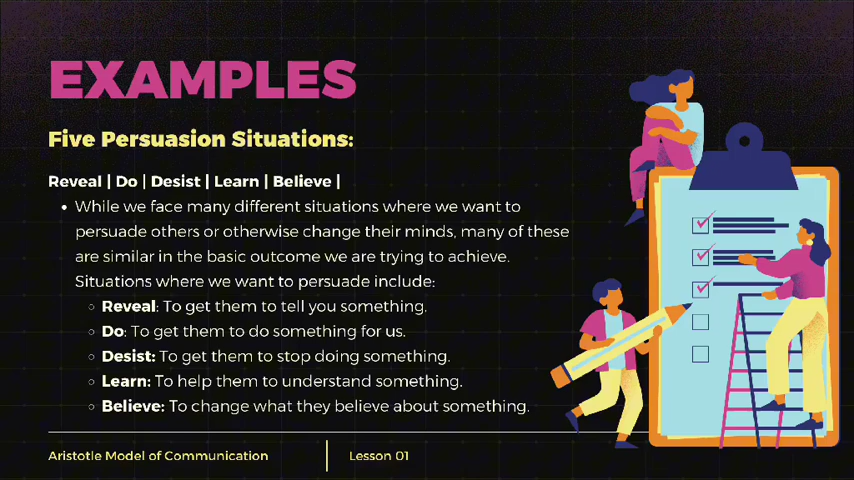 EXAMPLES
Five Persuasion Situations:
Reveal | Do | Desist | Learn | Believe |
• While we face many different situations where we want to
persuade others or otherwise change their minds, many of these
are similar in the basic outcome we are trying to achieve.
Situations where we want to persuade include:
◦ Reveal: To get them to tell you something.
◦ Do: To get them to do something for us.
◦ Desist: To get them to stop doing something.
◦ Learn: To help them to understand something.
◦ Believe: To change what they believe about something.
Aristotle Model of Communication | Lesson 01